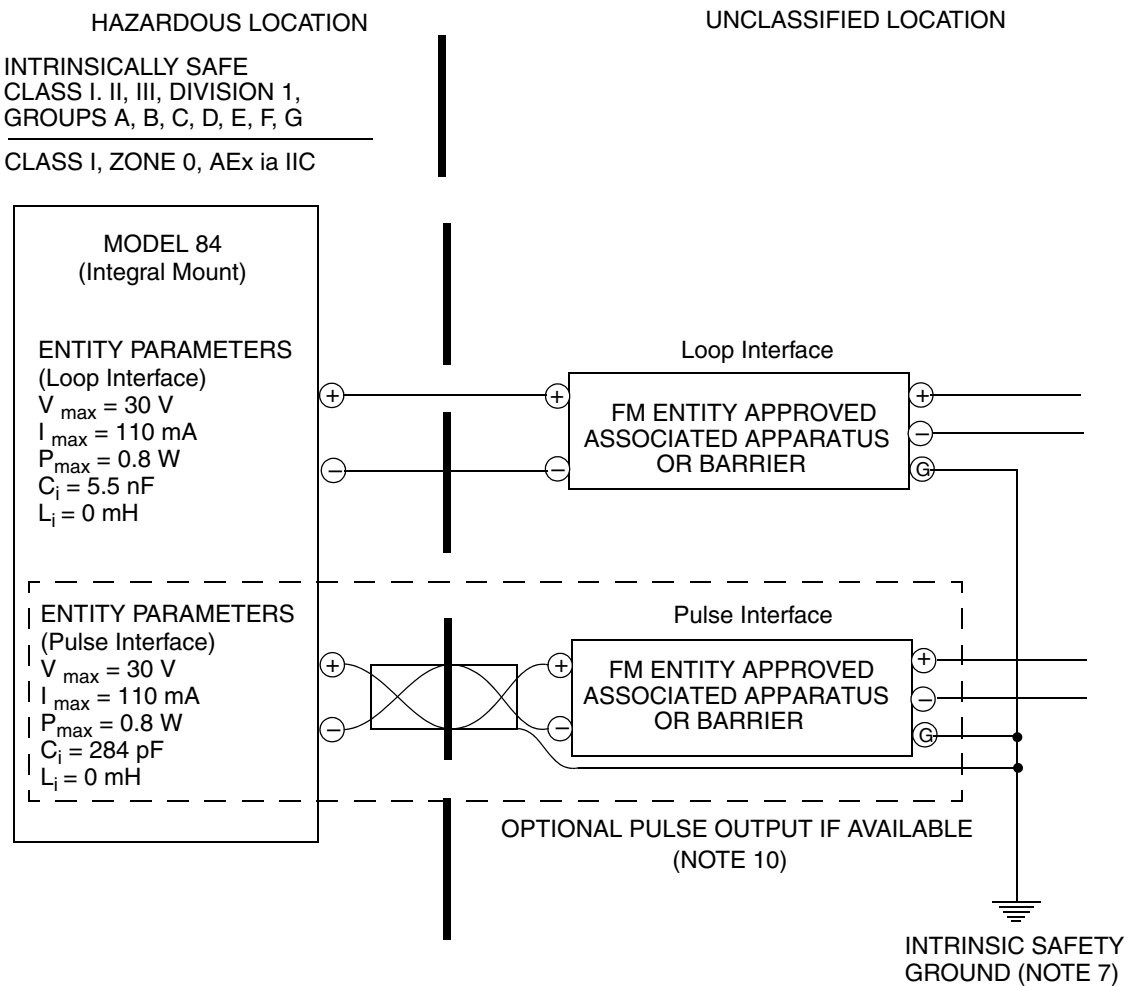 HAZARDOUS LOCATION
UNCLASSIFIED LOCATION
INTRINSICALLY SAFE
CLASS I. II, III, DIVISION 1,
GROUPS A, B, C, D, E, F, G
CLASS I, ZONE 0, AEx ia IIC
MODEL 84
(Integral Mount)
ENTITY PARAMETERS
(Loop Interface)
V max = 30 V
I max = 110 mA
Pmax = 0.8 W
Ci = 5.5 nF
Li = 0 mH
+
−
Loop Interface
+
−
FM ENTITY APPROVED
ASSOCIATED APPARATUS
OR BARRIER
+
−
G
ENTITY PARAMETERS
(Pulse Interface)
V max = 30 V
I max = 110 mA
Pmax = 0.8 W
Ci = 284 pF
Li = 0 mH
+
−
Pulse Interface
+
−
FM ENTITY APPROVED
ASSOCIATED APPARATUS
OR BARRIER
+
−
G
OPTIONAL PULSE OUTPUT IF AVAILABLE
(NOTE 10)
INTRINSIC SAFETY
GROUND (NOTE 7)